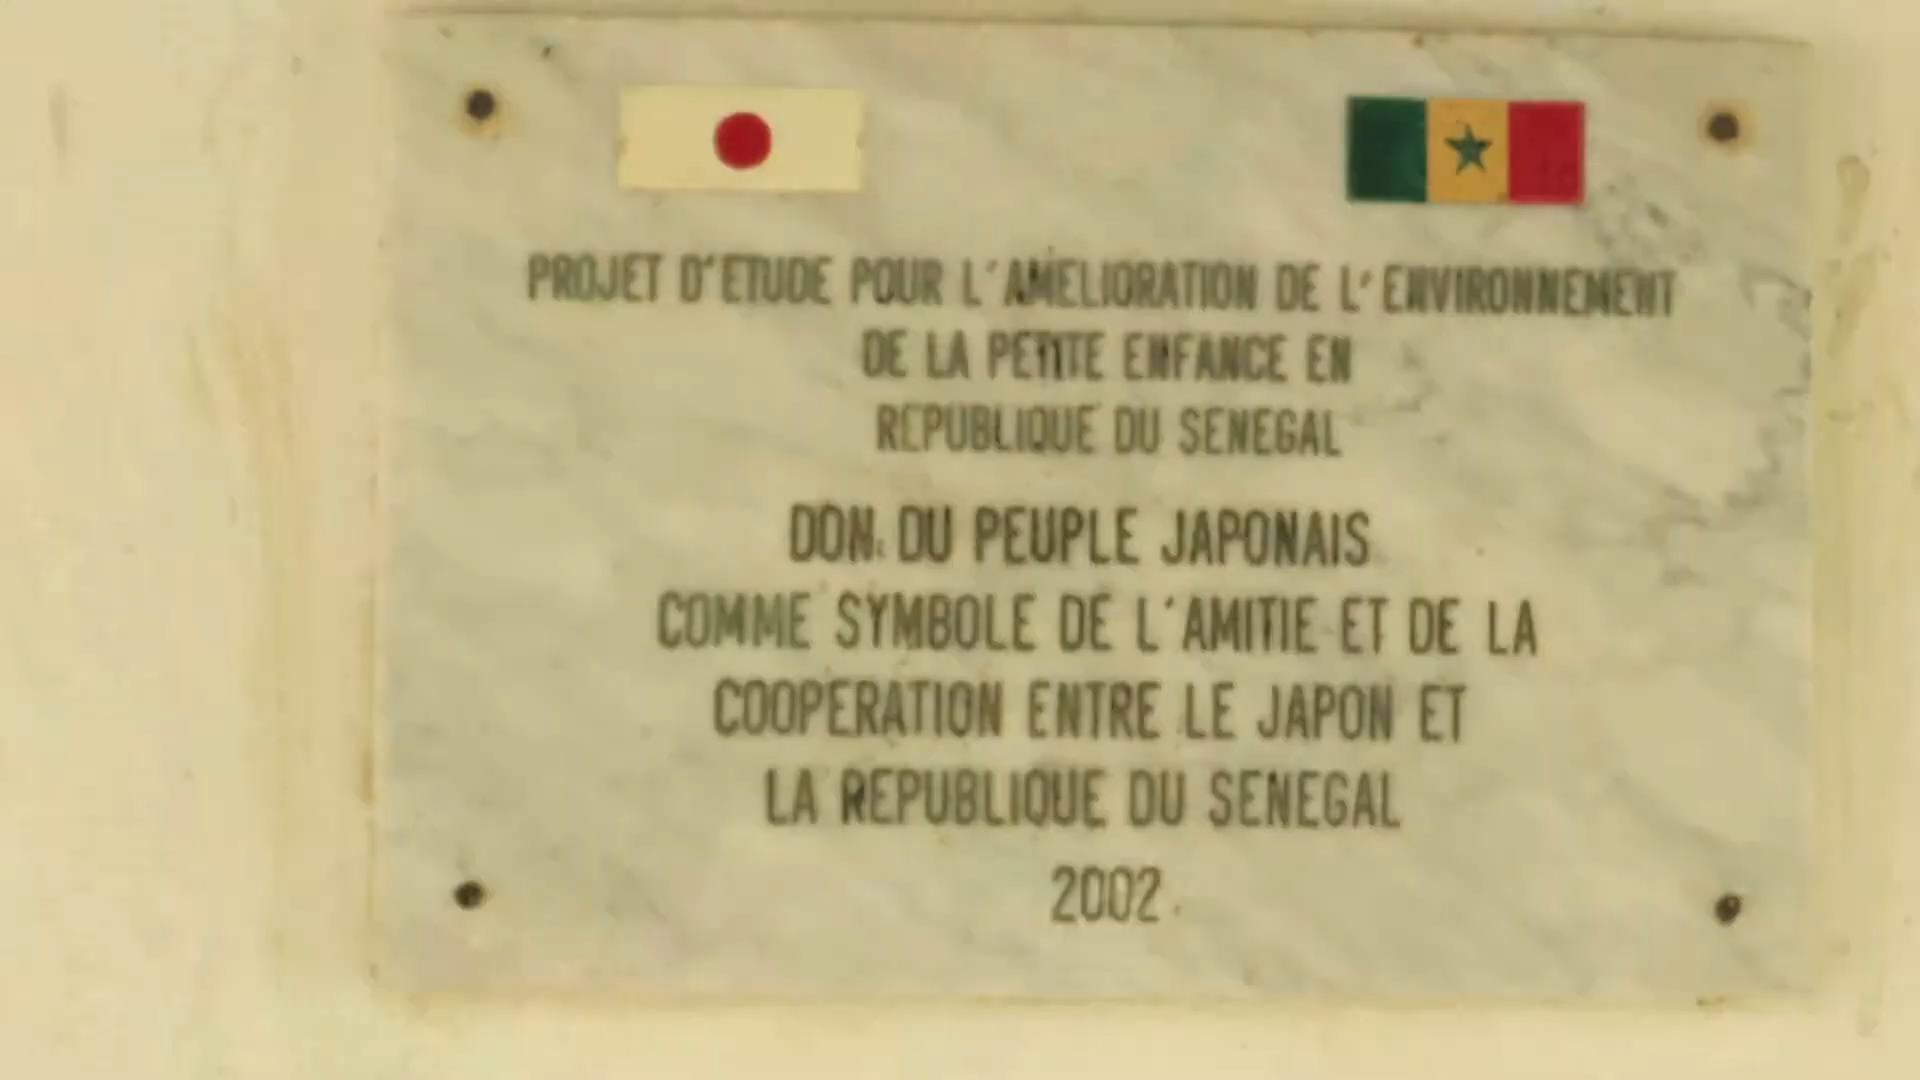 PROJET D'ETUDE POUR L'AMELIORATION DE L'ENVIRONNEMENT
DE LA PETITE ENFANCE EN
REPUBLIQUE DU SENEGAL
DON DU PEUPLE JAPONAIS
COMME SYMBOLE DE L'AMITIE ET DE LA
COOPERATION ENTRE LE JAPON ET
LA REPUBLIQUE DU SENEGAL
2002